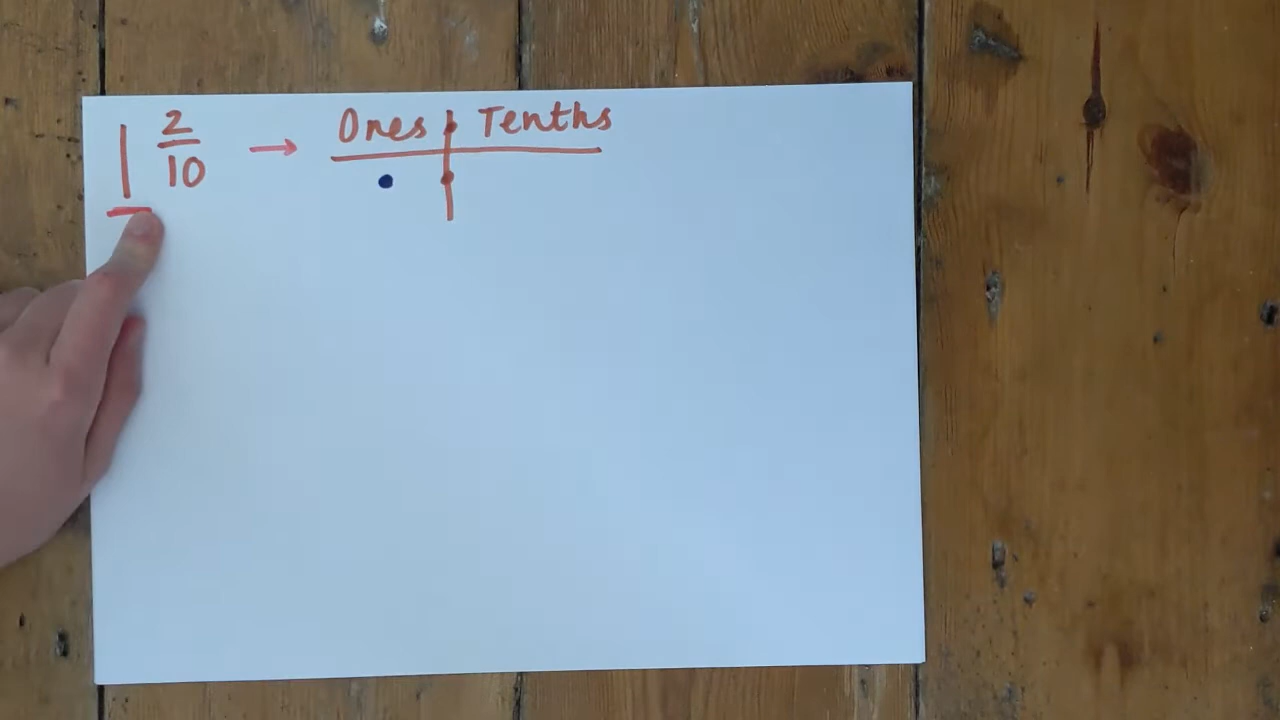 1 2/10 → Ones Tenths